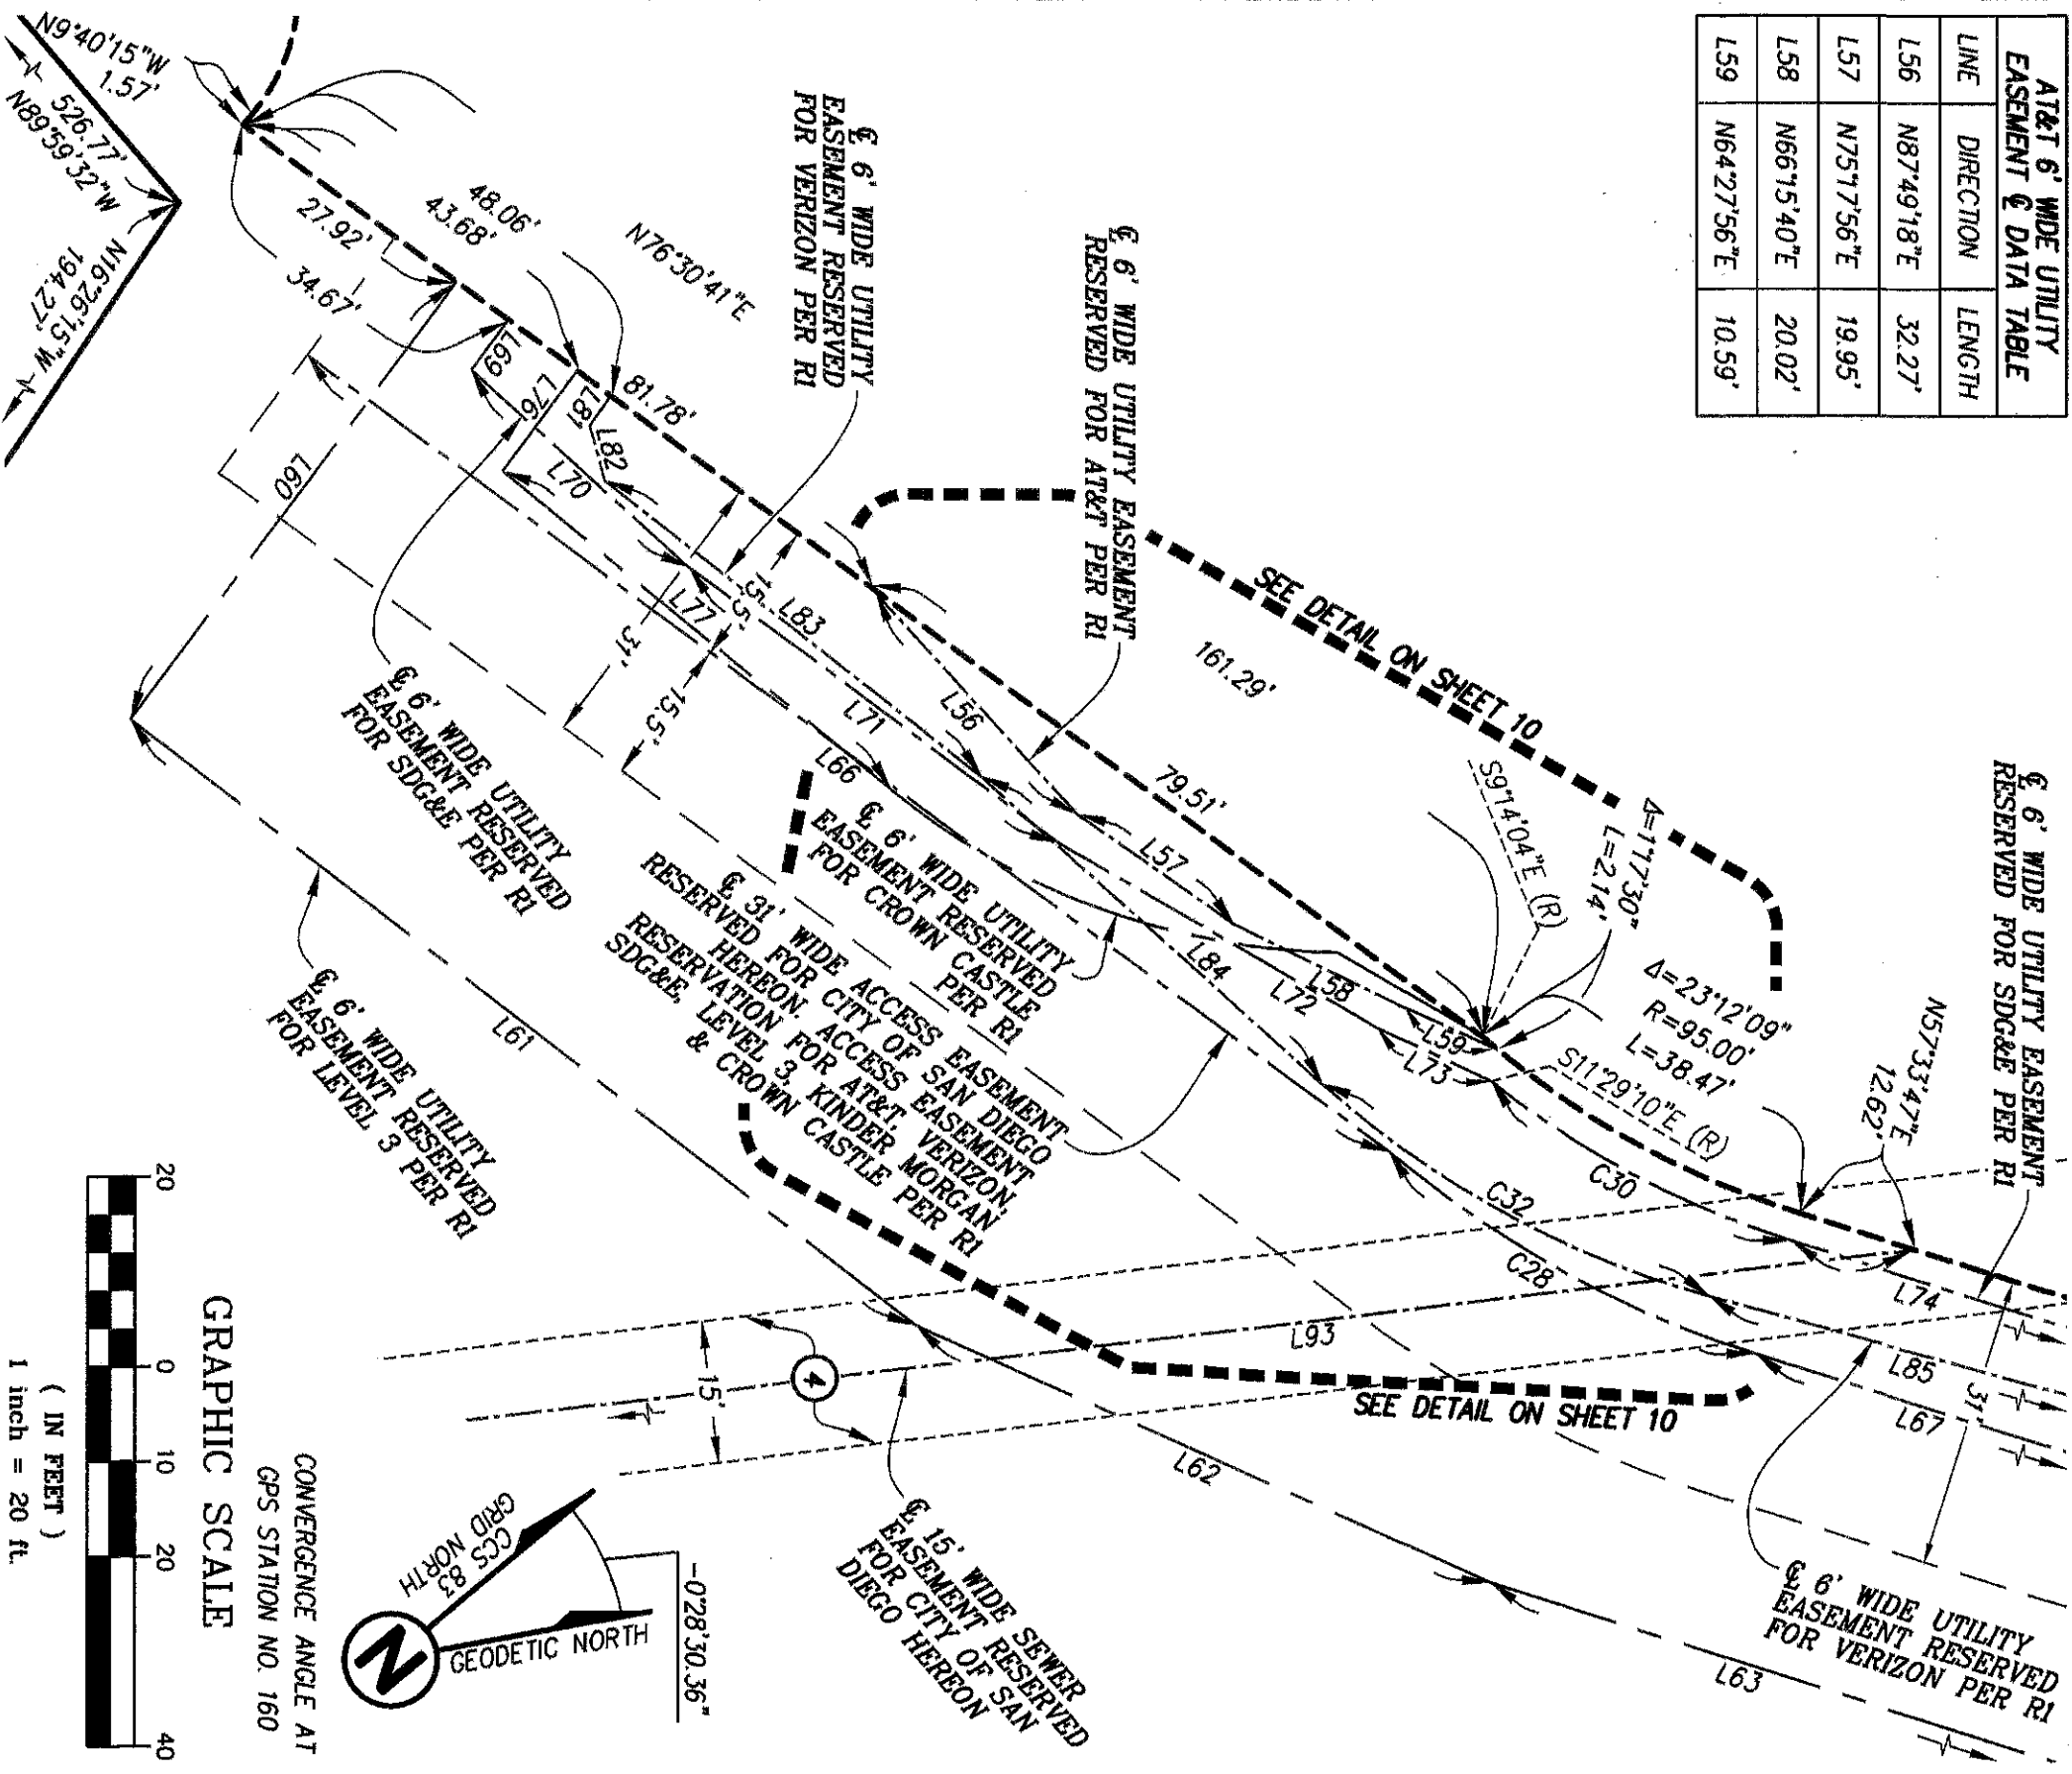 AT&T 6' WIDE UTILITY
EASEMENT ℄ DATA TABLE
LINE DIRECTION LENGTH
L56 N87°49'18"E 32.27'
L57 N75°17'56"E 19.95'
L58 N66°15'40"E 20.02'
L59 N64°27'56"E 10.59'
℄ 6' WIDE UTILITY EASEMENT
RESERVED FOR SDG&E PER R1
N57°33'47"E
12.62'
Δ=1°17'30"
L=2.14'
Δ=23°12'09"
R=95.00'
L=38.47'
S9°14'04"E (R)
S11°29'10"E (R)
SEE DETAIL ON SHEET 10
161.29'
79.51'
℄ 6' WIDE UTILITY EASEMENT
RESERVED FOR AT&T PER R1
℄ 6' WIDE UTILITY
EASEMENT RESERVED
FOR VERIZON PER R1
N76°30'41"E
81.78'
48.06'
43.68'
27.92'
34.67'
N9°40'15"W
1.57'
526.77'
N89°59'32"W
N16°26'15"W
194.27'
L69
L76
L81
L82
L70
L77
L83
L71
L56
L66
L57
L84
L72
L58
L59
L73
C30
C32
C28
L74
L85
L67
31'
L93
L60
L61
L62
L63
15.5'
31'
15.5'
℄ 6' WIDE UTILITY
EASEMENT RESERVED
FOR SDG&E PER R1
℄ 6' WIDE UTILITY
EASEMENT RESERVED
FOR CROWN CASTLE
PER R1
℄ 31' WIDE ACCESS EASEMENT
RESERVED FOR CITY OF SAN DIEGO
HEREON. ACCESS EASEMENT
RESERVATION FOR AT&T, VERIZON,
SDG&E, LEVEL 3, KINDER MORGAN
& CROWN CASTLE PER R1
℄ 6' WIDE UTILITY
EASEMENT RESERVED
FOR LEVEL 3 PER R1
SEE DETAIL ON SHEET 10
℄ 6' WIDE UTILITY
EASEMENT RESERVED
FOR VERIZON PER R1
4
15'
℄ 15' WIDE SEWER
EASEMENT RESERVED
FOR CITY OF SAN
DIEGO HEREON
-0°28'30.36"
CCS 83
GRID NORTH
GEODETIC NORTH
N
CONVERGENCE ANGLE AT
GPS STATION NO. 160
GRAPHIC SCALE
20 0 10 20 40
( IN FEET )
1 inch = 20 ft.